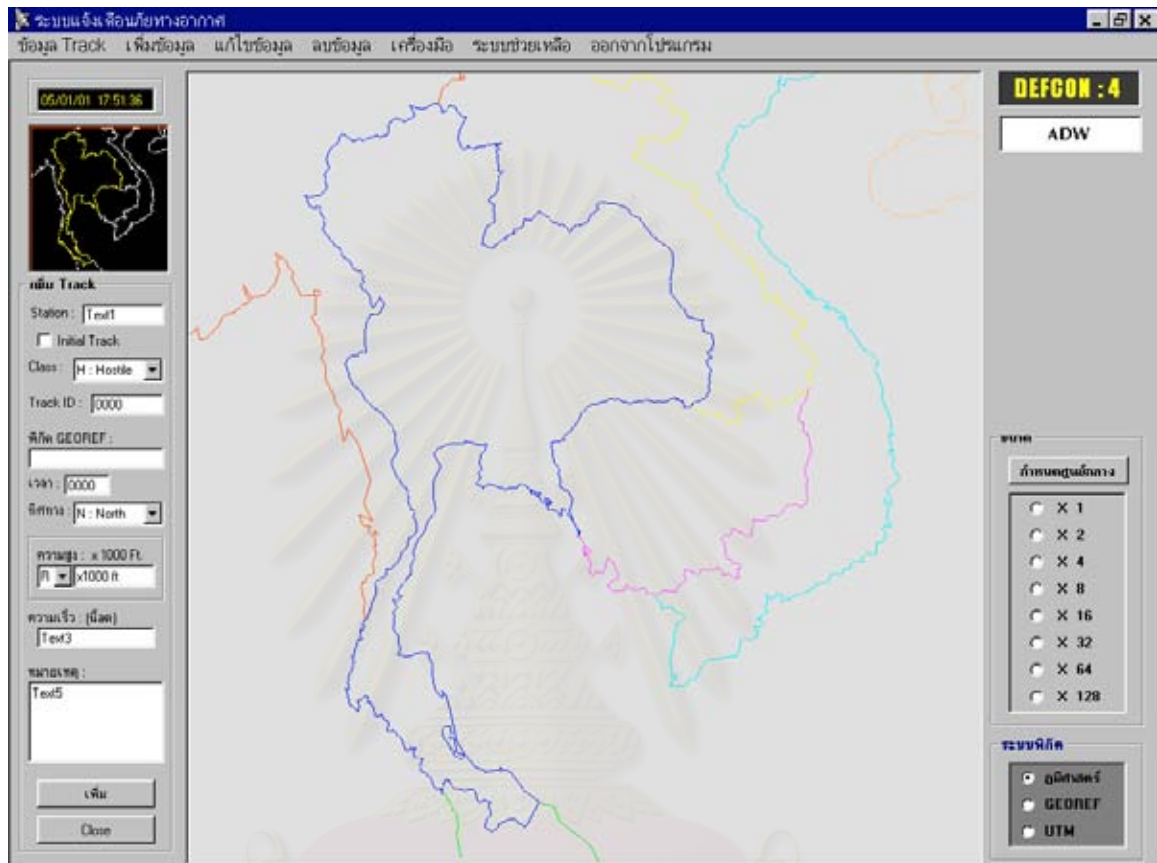 ระบบแจ้งเตือนภัยทางอากาศ
ข้อมูล Track เพิ่มข้อมูล แก้ไขข้อมูล ลบข้อมูล เครื่องมือ ระบบช่วยเหลือ ออกจากโปรแกรม
05/01/01 17:51:36
เพิ่ม Track
Station : Text1
Initial Track
Class : H : Hostile
Track ID : 0000
พิกัด GEOREF :
เวลา : 0000
ทิศทาง : N : North
ความสูง : x 1000 Ft.
x1000 ft
ความเร็ว : (น็อต)
Text3
หมายเหตุ :
Text5
เพิ่ม
Close
DEFCON : 4
ADW
ขนาด
กำหนดศูนย์กลาง
X 1
X 2
X 4
X 8
X 16
X 32
X 64
X 128
ระบบพิกัด
ภูมิศาสตร์
GEOREF
UTM